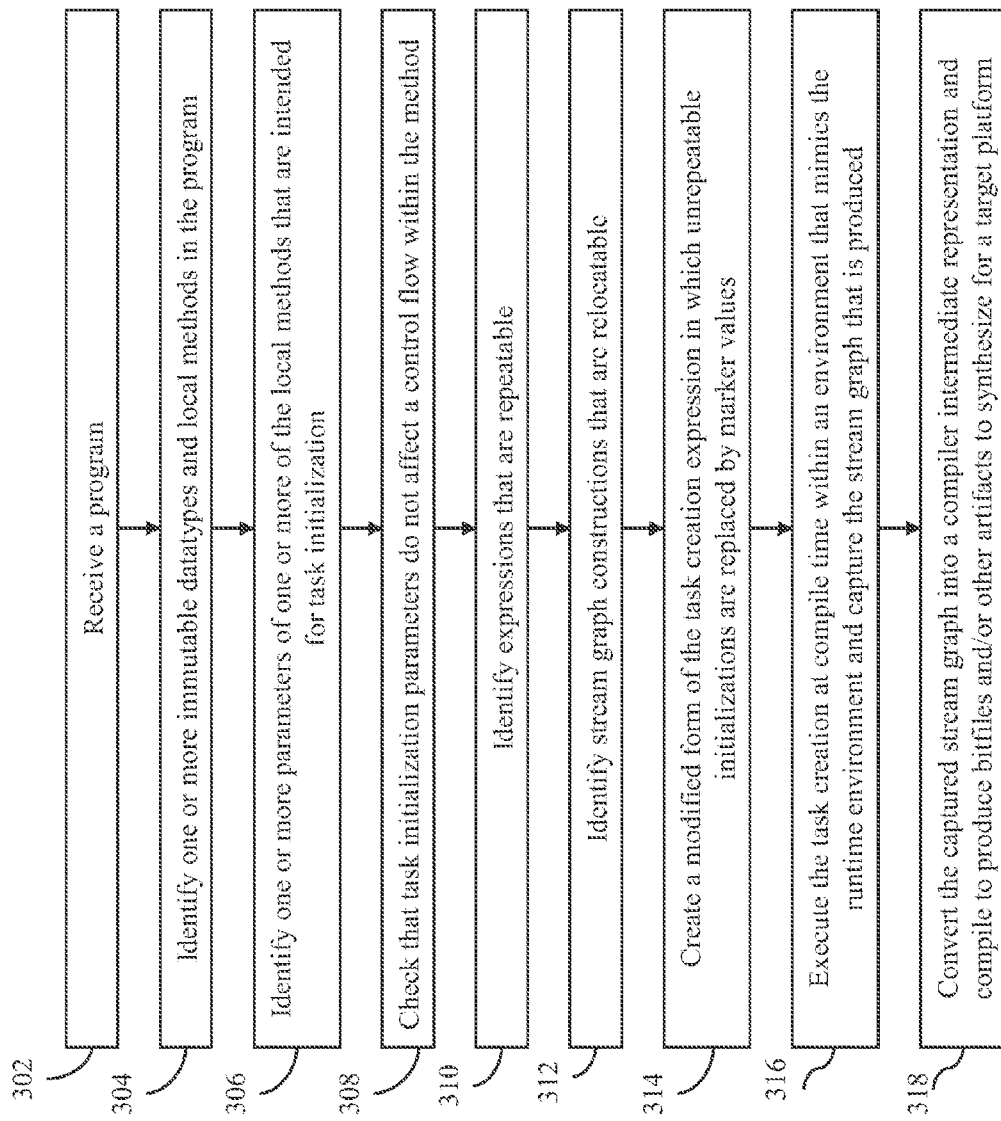 302
Receive a program
304
Identify one or more immutable datatypes and local methods in the program
306
Identify one or more parameters of one or more of the local methods that are intended
for task initialization
308
Check that task initialization parameters do not affect a control flow within the method
310
Identify expressions that are repeatable
312
Identify stream graph constructions that are relocatable
314
Create a modified form of the task creation expression in which unrepeatable
initializations are replaced by marker values
316
Execute the task creation at compile time within an environment that mimics the
runtime environment and capture the stream graph that is produced
318
Convert the captured stream graph into a compiler intermediate representation and
compile to produce bitfiles and/or other artifacts to synthesize for a target platform